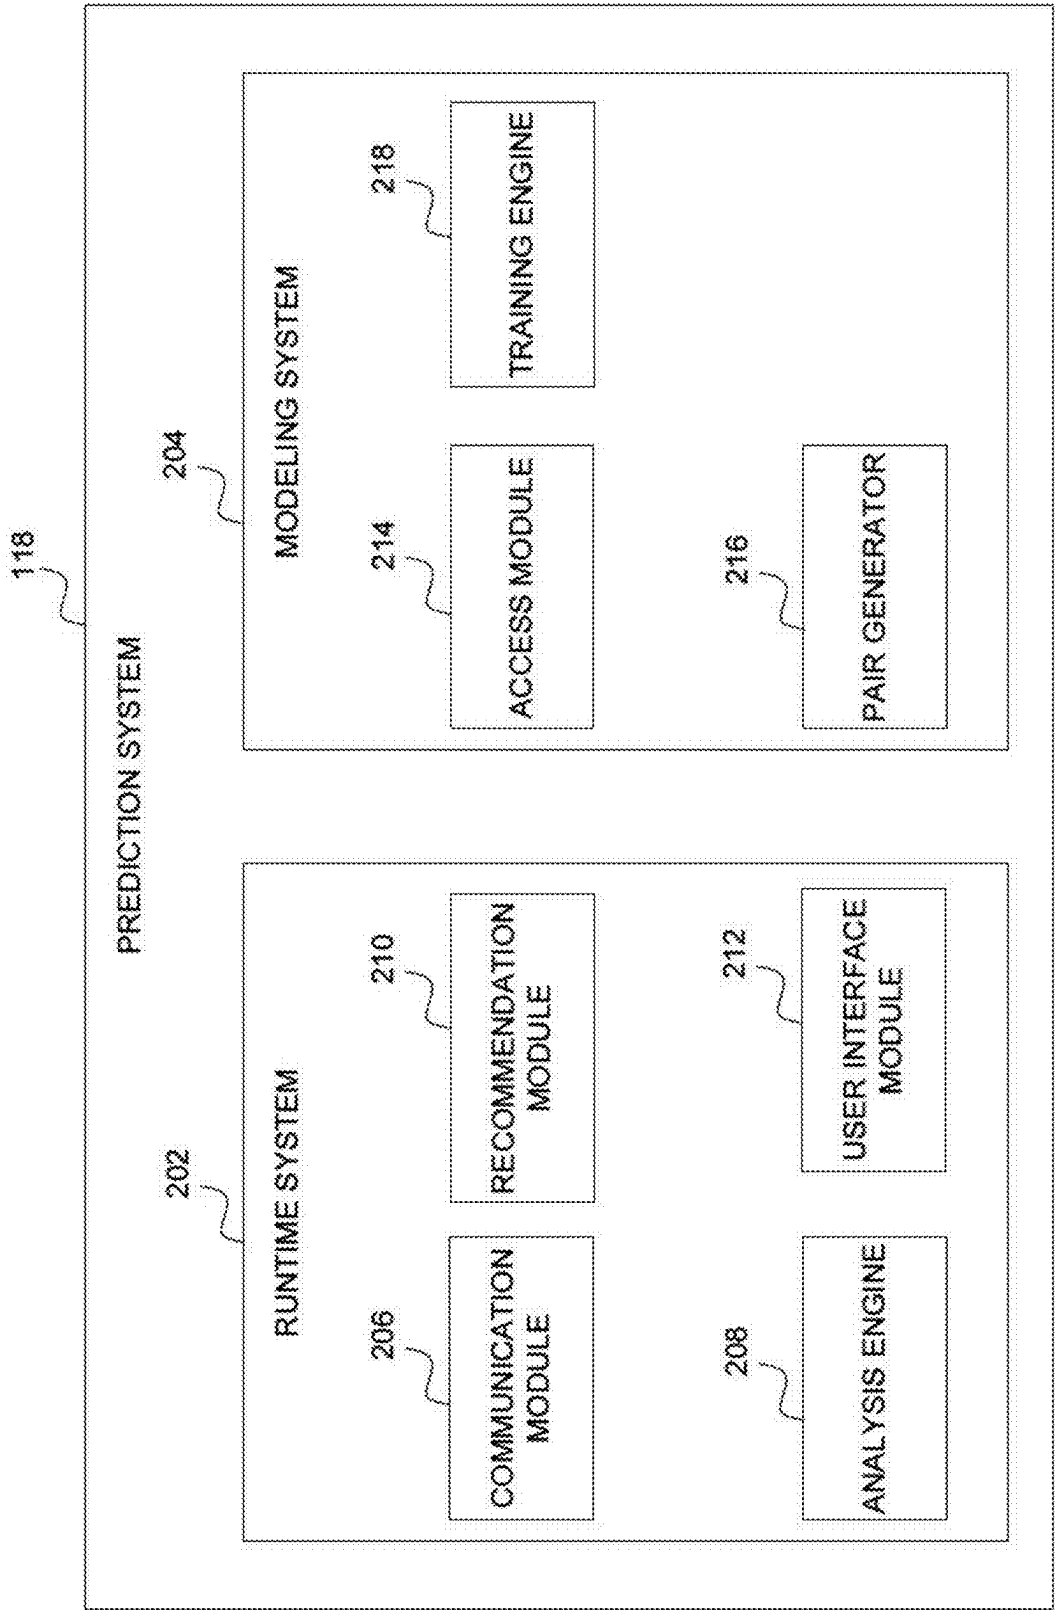 118
PREDICTION SYSTEM
202
RUNTIME SYSTEM
206
COMMUNICATION
MODULE
210
RECOMMENDATION
MODULE
208
ANALYSIS ENGINE
212
USER INTERFACE
MODULE
204
MODELING SYSTEM
214
ACCESS MODULE
218
TRAINING ENGINE
216
PAIR GENERATOR